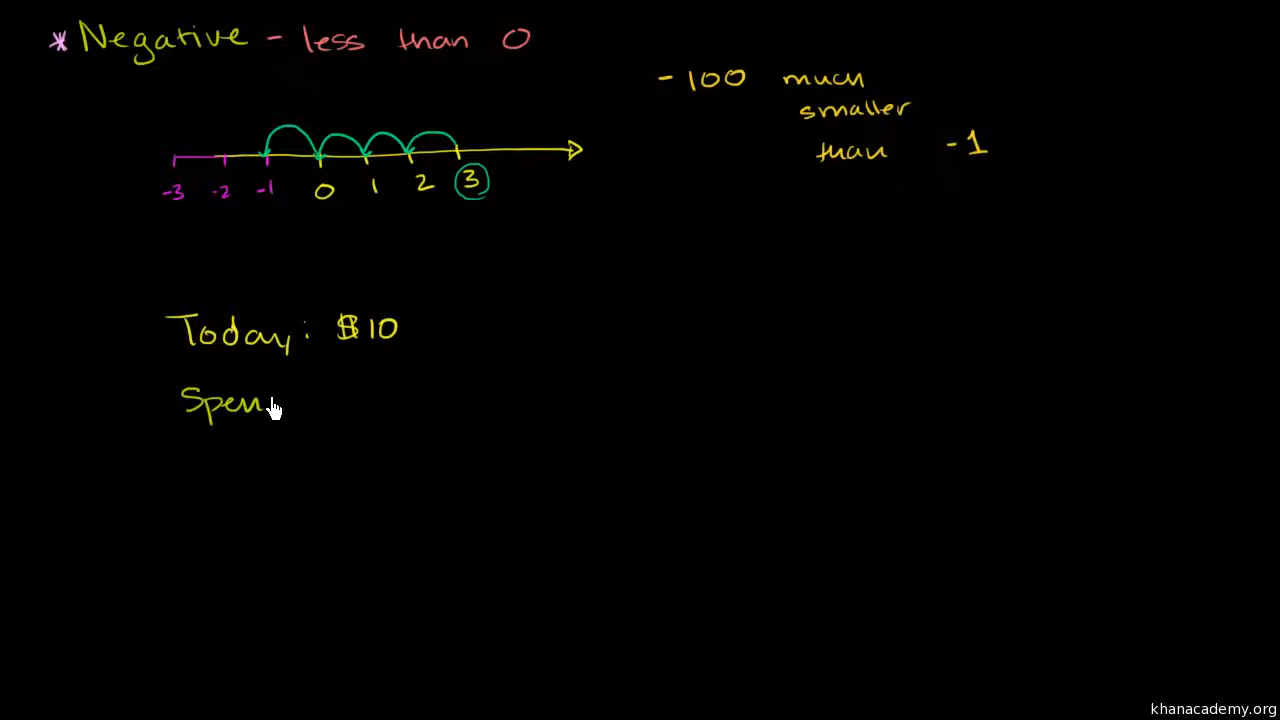 * Negative - less than 0
-100 much
smaller
than -1
-3 -2 -1 0 1 2 3
Today: $10
Spen
khanacademy.org